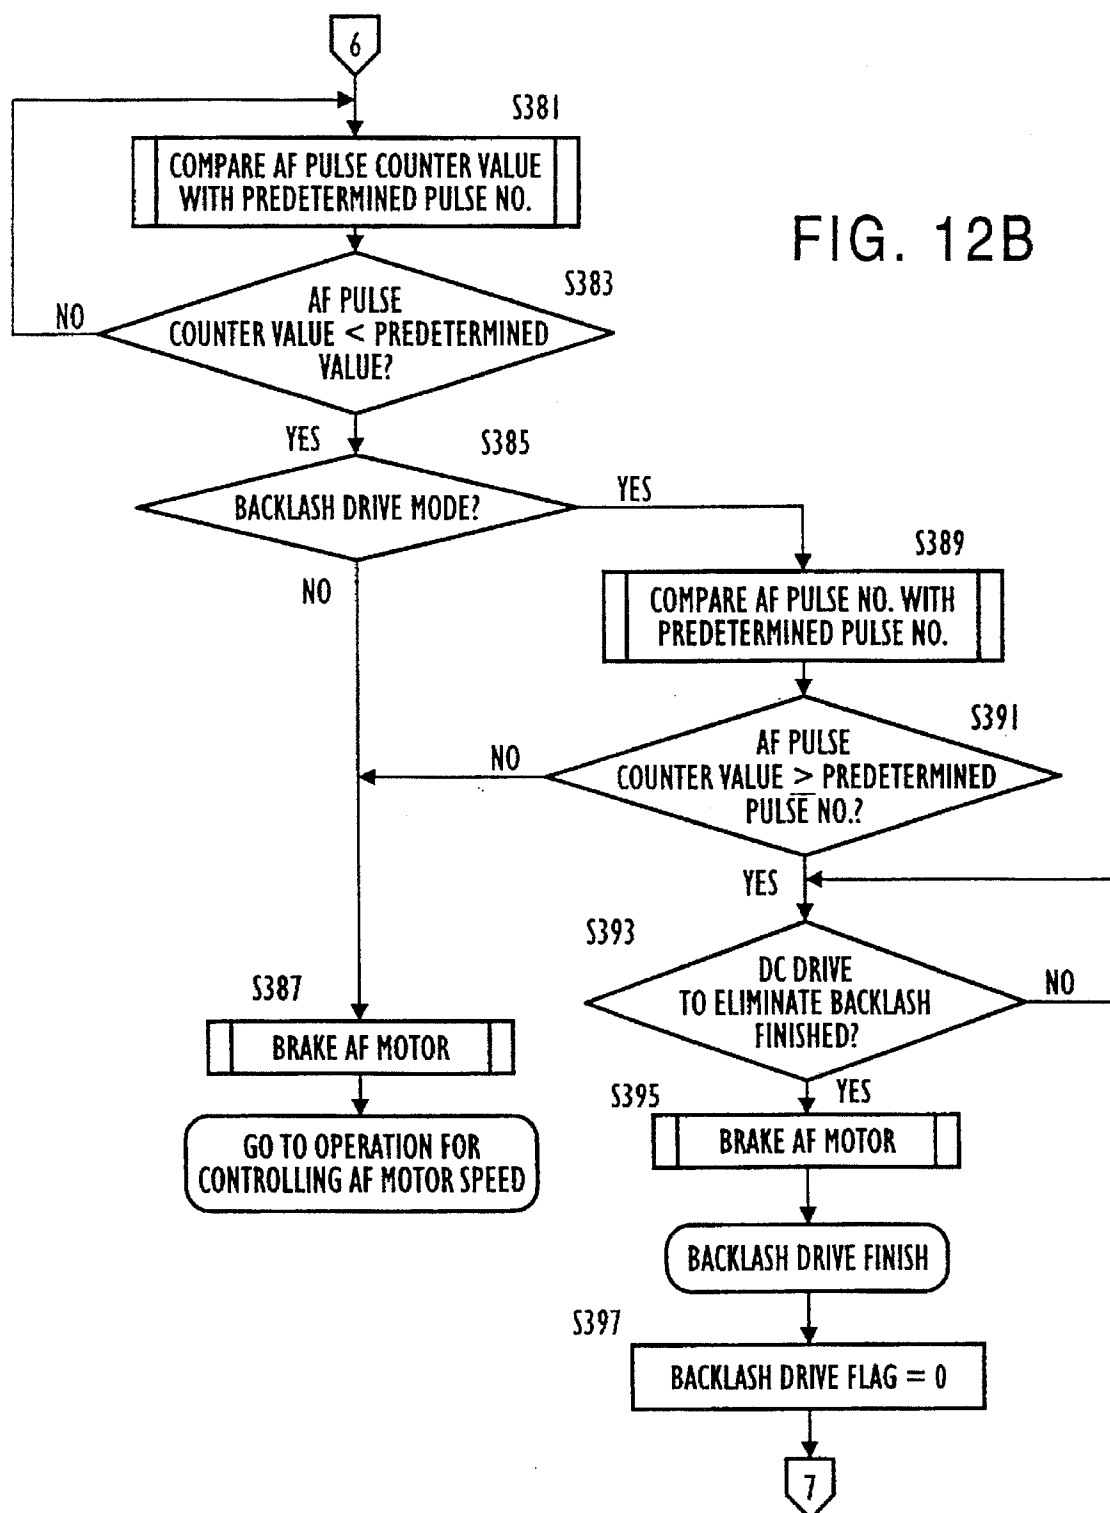 6
S381
COMPARE AF PULSE COUNTER VALUE
WITH PREDETERMINED PULSE NO.
FIG. 12B
S383
AF PULSE
COUNTER VALUE < PREDETERMINED
VALUE?
NO
YES
S385
BACKLASH DRIVE MODE?
YES
NO
S389
COMPARE AF PULSE NO. WITH
PREDETERMINED PULSE NO.
S391
AF PULSE
COUNTER VALUE ≥ PREDETERMINED
PULSE NO.?
NO
YES
S393
DC DRIVE
TO ELIMINATE BACKLASH
FINISHED?
NO
YES
S387
BRAKE AF MOTOR
GO TO OPERATION FOR
CONTROLLING AF MOTOR SPEED
S395
BRAKE AF MOTOR
BACKLASH DRIVE FINISH
S397
BACKLASH DRIVE FLAG = 0
7